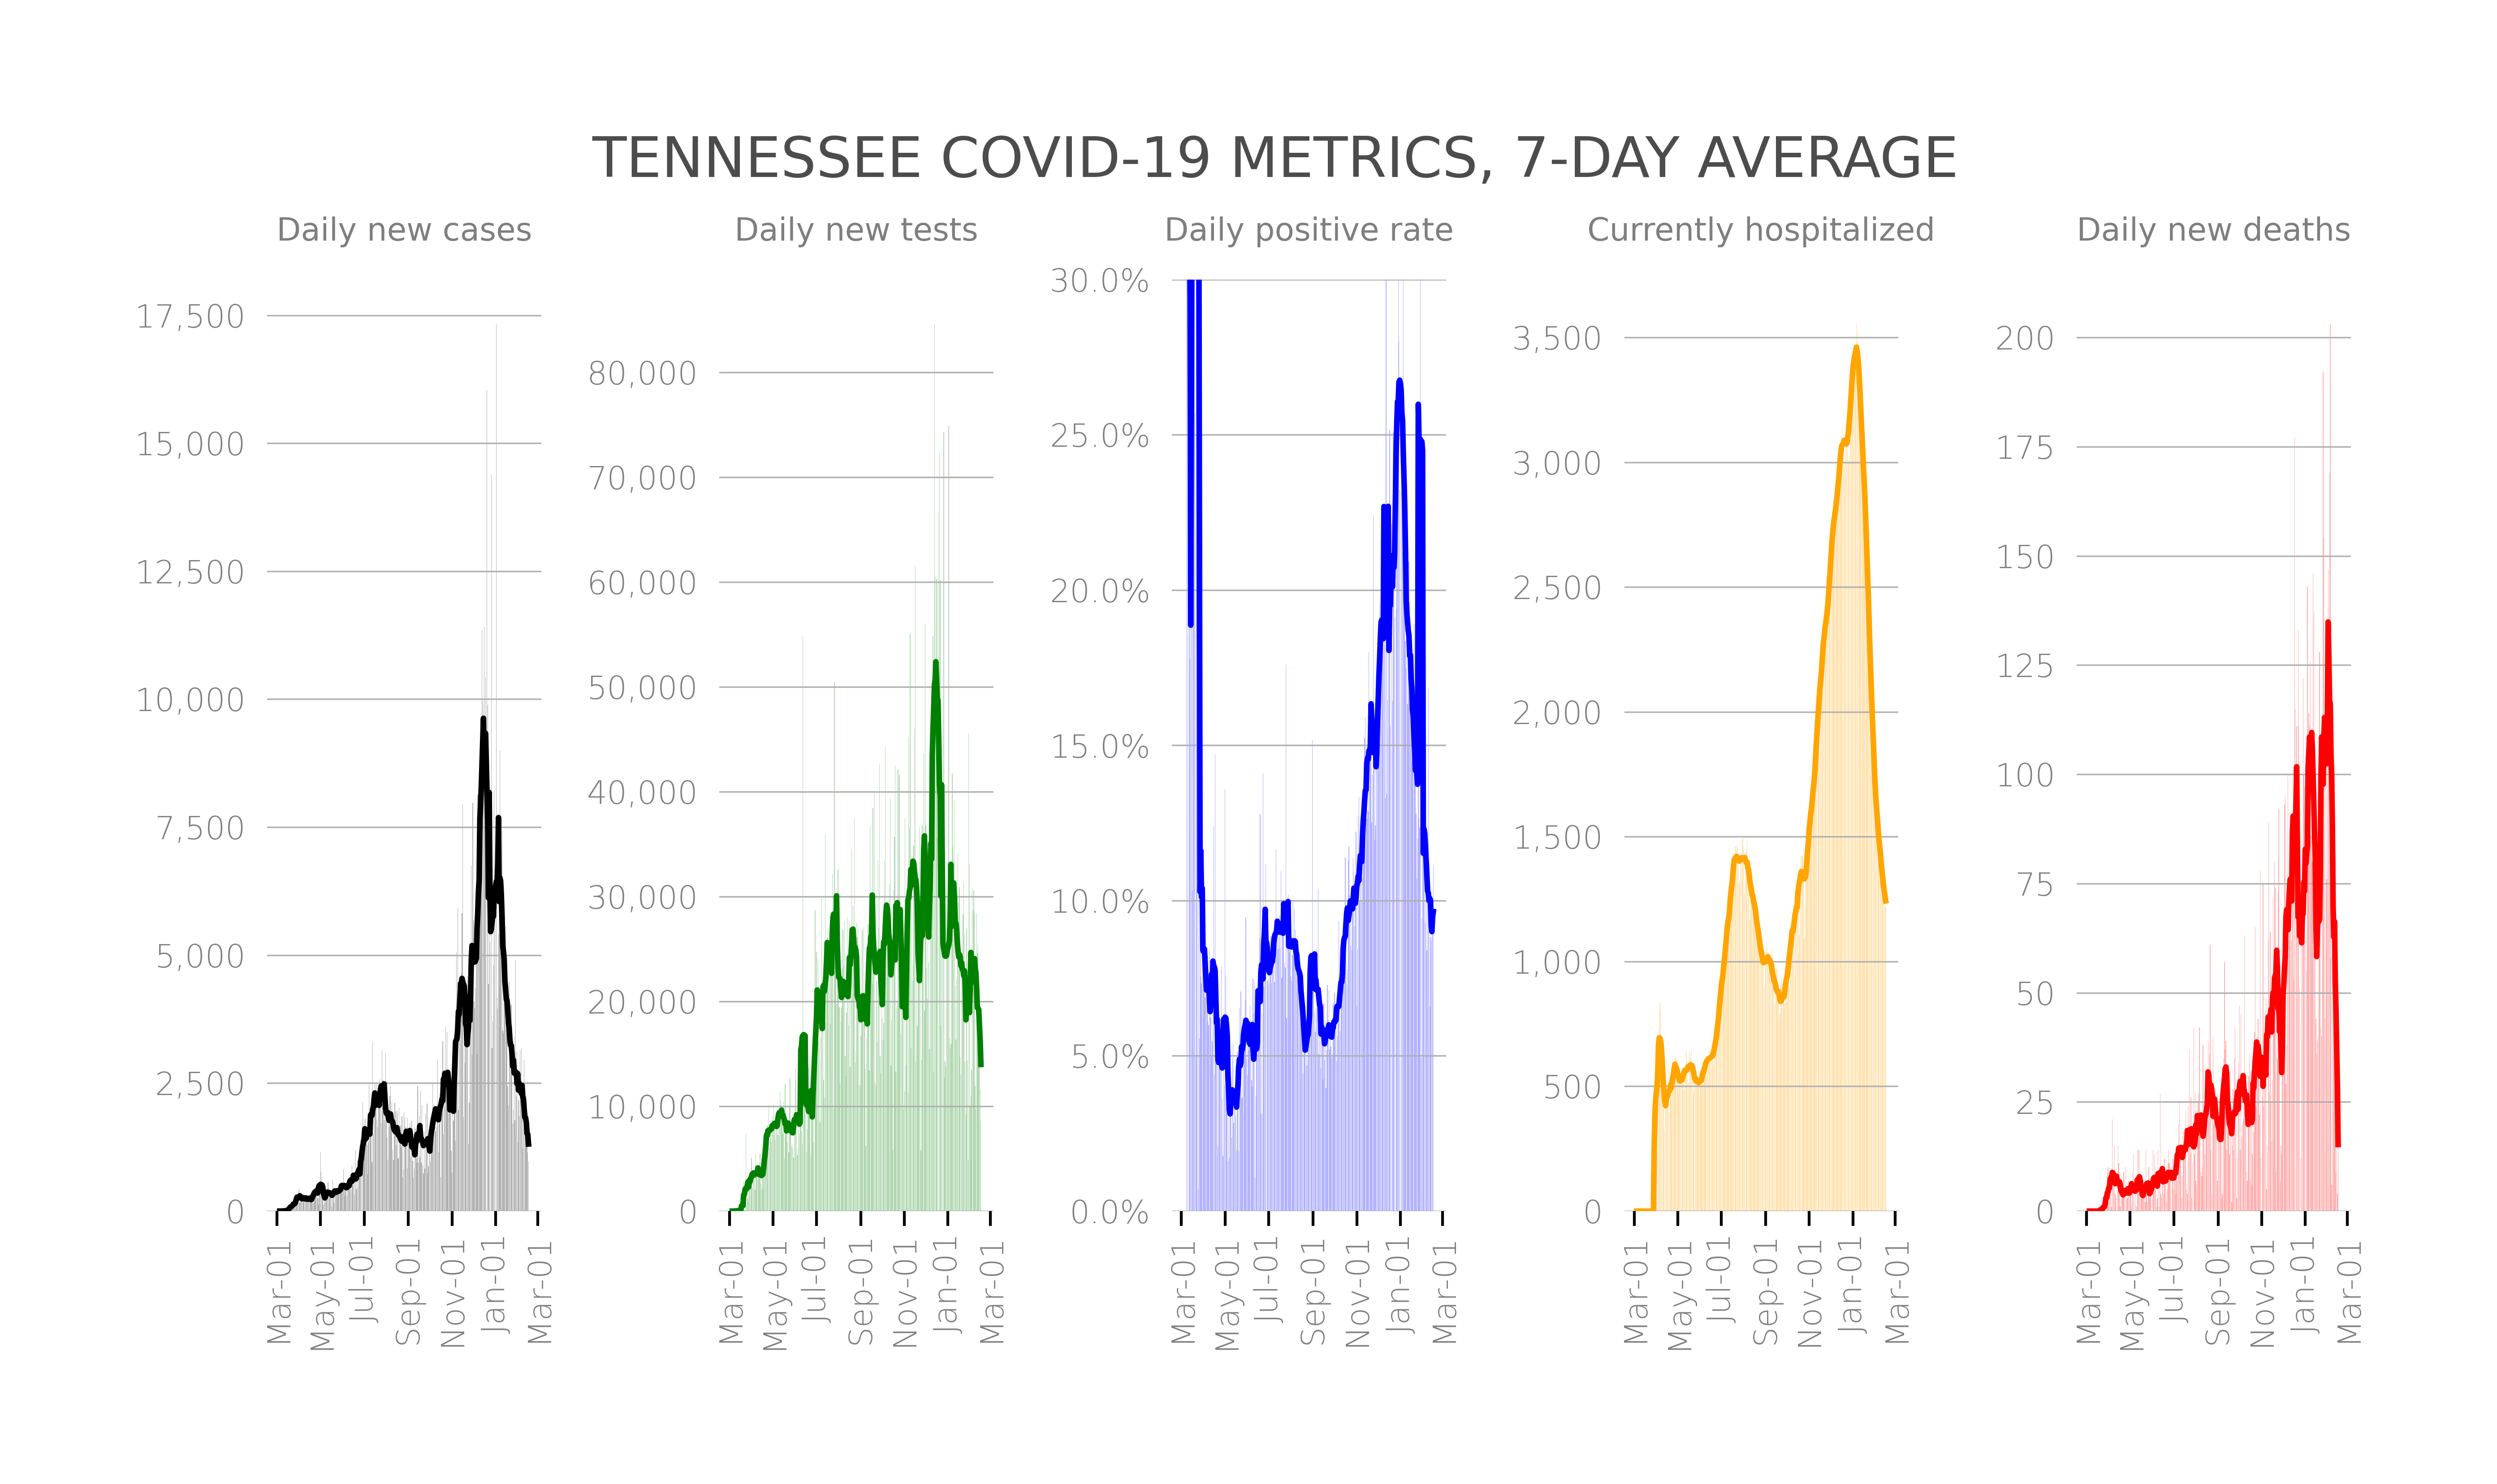 TENNESSEE COVID-19 METRICS, 7-DAY AVERAGE
Daily new cases
17,500
15,000
12,500
10,000
7,500
5,000
2,500
0
Mar-01
May-01
Jul-01
Sep-01
Nov-01
Jan-01
Mar-01
Daily new tests
80,000
70,000
60,000
50,000
40,000
30,000
20,000
10,000
0
Mar-01
May-01
Jul-01
Sep-01
Nov-01
Jan-01
Mar-01
Daily positive rate
30.0%
25.0%
20.0%
15.0%
10.0%
5.0%
0.0%
Mar-01
May-01
Jul-01
Sep-01
Nov-01
Jan-01
Mar-01
Currently hospitalized
3,500
3,000
2,500
2,000
1,500
1,000
500
0
Mar-01
May-01
Jul-01
Sep-01
Nov-01
Jan-01
Mar-01
Daily new deaths
200
175
150
125
100
75
50
25
0
Mar-01
May-01
Jul-01
Sep-01
Nov-01
Jan-01
Mar-01